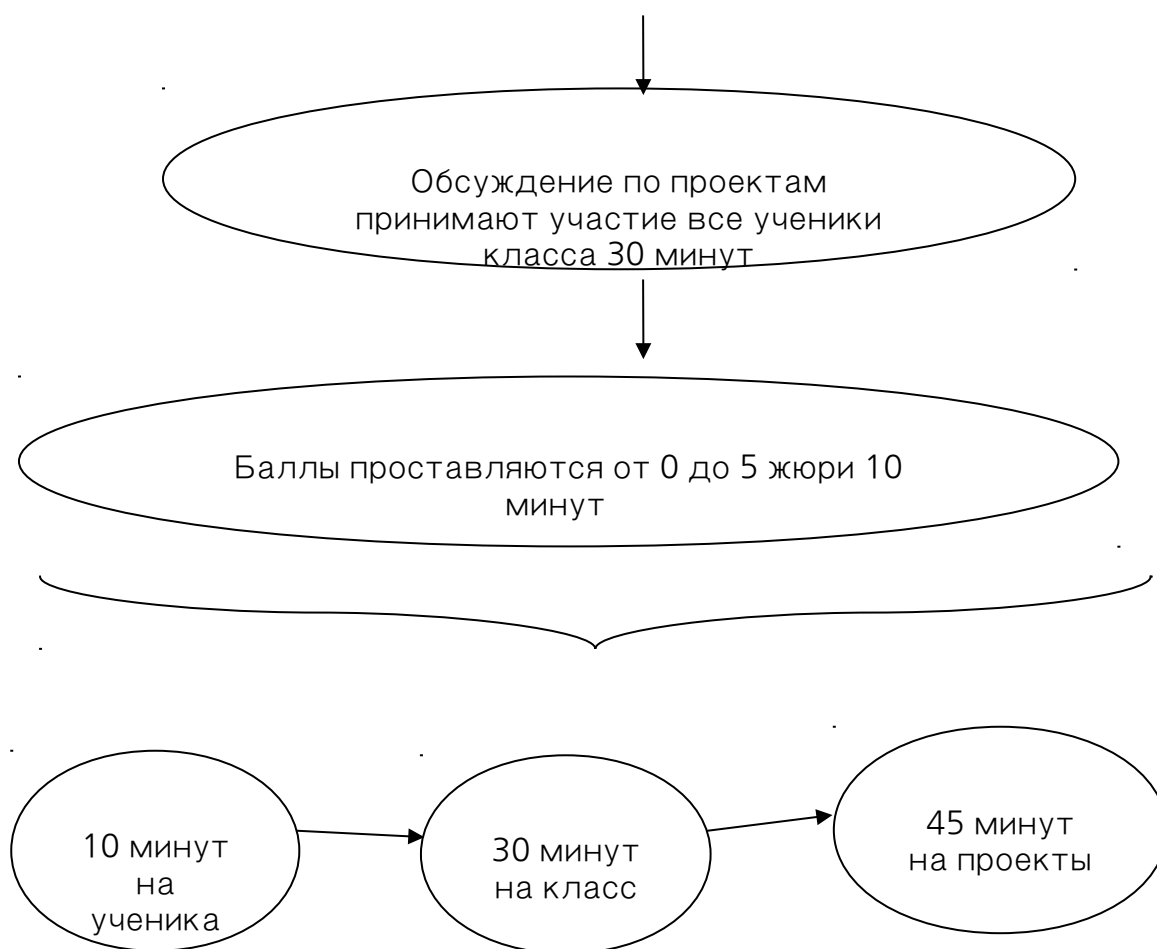 Обсуждение по проектам
принимают участие все ученики
класса 30 минут
Баллы проставляются от 0 до 5 жюри 10
минут
10 минут
на
ученика
30 минут
на класс
45 минут
на проекты